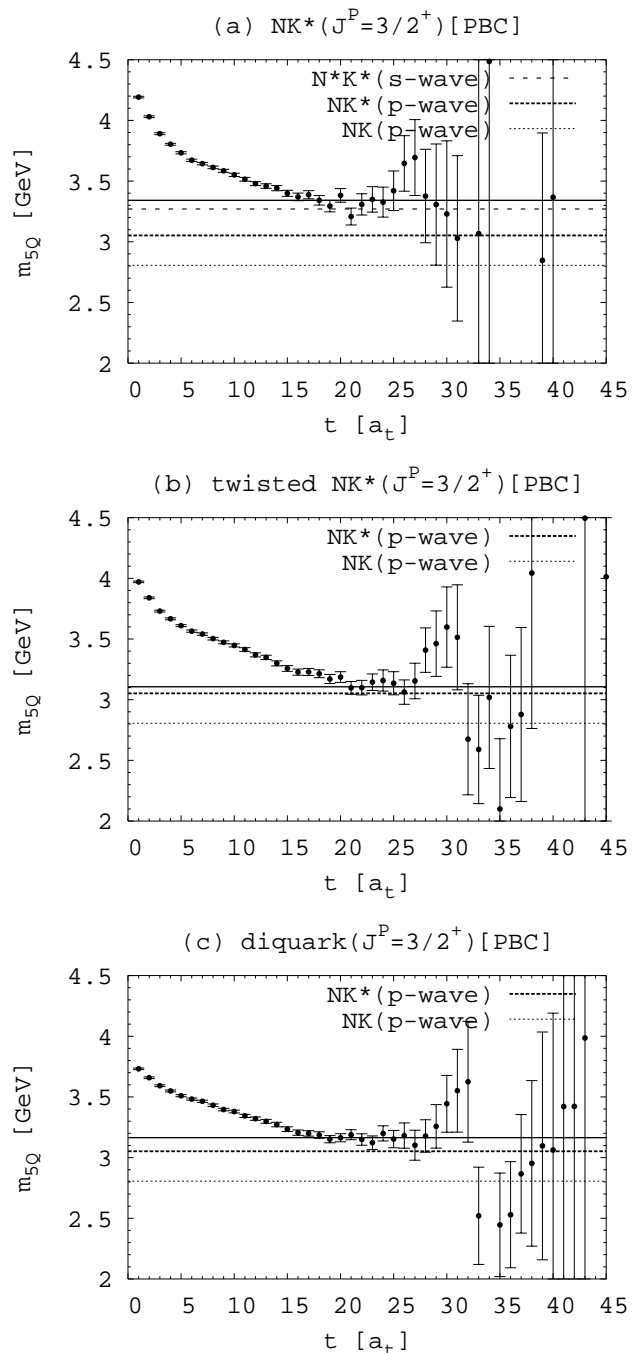 (a) NK*(J^P=3/2^+)[PBC]
4.5
N*K*(s-wave)
NK*(p-wave)
4
NK(p-wave)
3.5
m_5Q [GeV]
3
2.5
2
0 5 10 15 20 25 30 35 40 45
t [a_t]
(b) twisted NK*(J^P=3/2^+)[PBC]
4.5
NK*(p-wave)
NK(p-wave)
4
3.5
m_5Q [GeV]
3
2.5
2
0 5 10 15 20 25 30 35 40 45
t [a_t]
(c) diquark(J^P=3/2^+)[PBC]
4.5
NK*(p-wave)
NK(p-wave)
4
3.5
m_5Q [GeV]
3
2.5
2
0 5 10 15 20 25 30 35 40 45
t [a_t]